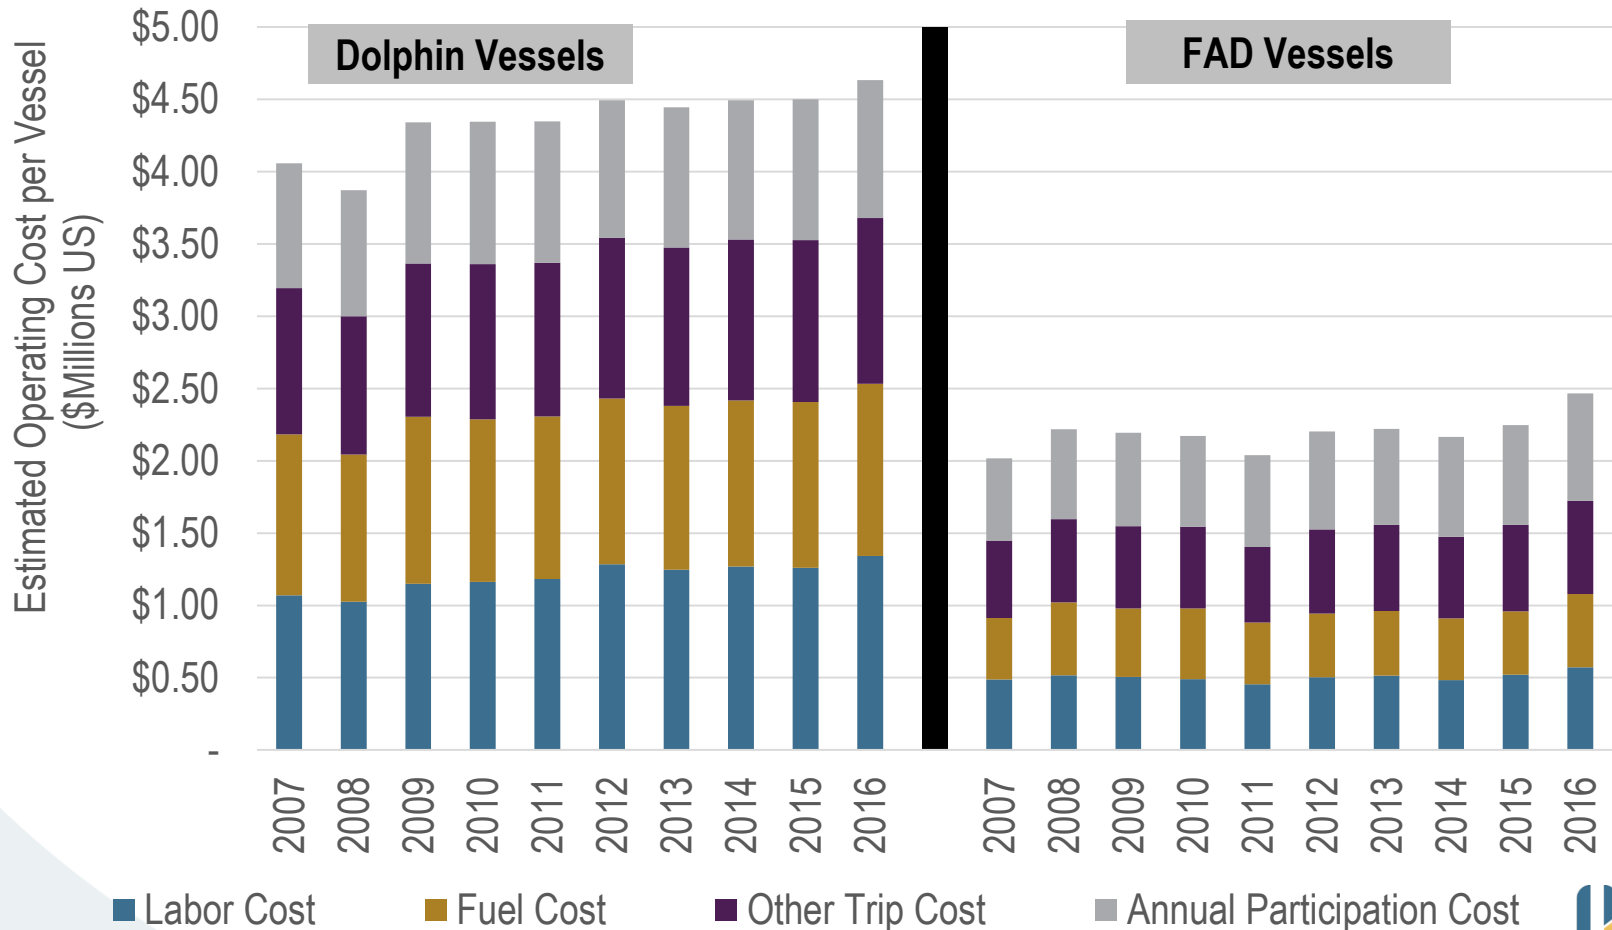 Estimated Operating Cost per Vessel
($Millions US)
$5.00
$4.50
$4.00
$3.50
$3.00
$2.50
$2.00
$1.50
$1.00
$0.50
-
Dolphin Vessels
FAD Vessels
2007 2008 2009 2010 2011 2012 2013 2014 2015 2016 2007 2008 2009 2010 2011 2012 2013 2014 2015 2016
Labor Cost Fuel Cost Other Trip Cost Annual Participation Cost